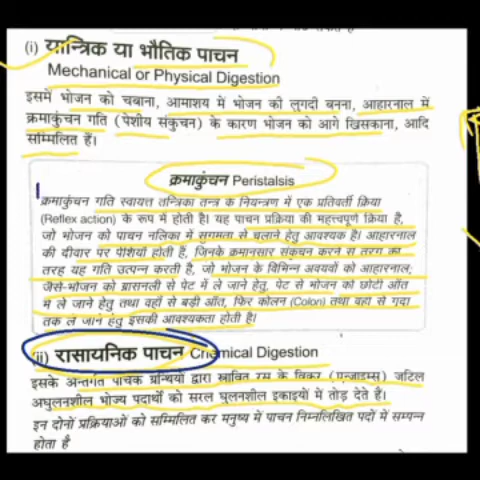 (i) यान्त्रिक या भौतिक पाचन
Mechanical or Physical Digestion
इसमें भोजन को चबाना, आमाशय में भोजन की लुगदी बनना, आहारनाल में
क्रमाकुंचन गति (पेशीय संकुचन) के कारण भोजन को आगे खिसकाना, आदि
सम्मिलित हैं।
क्रमाकुंचन Peristalsis
क्रमाकुंचन गति स्वायत्त तन्त्रिका तन्त्र के नियन्त्रण में एक प्रतिवर्ती क्रिया
(Reflex action) के रूप में होती है। यह पाचन प्रक्रिया की महत्त्वपूर्ण क्रिया है,
जो भोजन को पाचन नलिका में सुगमता से चलाने हेतु आवश्यक है। आहारनाल
की दीवार पर पेशियाँ होती हैं, जिनके क्रमानुसार संकुचन करने से तरंग की
तरह यह गति उत्पन्न करती है, जो भोजन के विभिन्न अवयवों को आहारनाल;
जैसे-भोजन को ग्रासनली से पेट में ले जाने हेतु, पेट से भोजन को छोटी आँत
में ले जाने हेतु तथा वहाँ से बड़ी आँत, फिर कोलन (Colon) तथा वहाँ से गुदा
तक ले जाने हेतु इसकी आवश्यकता होती है।
ii) रासायनिक पाचन Chemical Digestion
इसके अन्तर्गत पाचक ग्रन्थियों द्वारा स्रावित रस के विकर (एन्जाइम्स) जटिल
अघुलनशील भोज्य पदार्थों को सरल घुलनशील इकाइयों में तोड़ देते हैं।
इन दोनों प्रक्रियाओं को सम्मिलित कर मनुष्य में पाचन निम्नलिखित पदों में सम्पन्न
होता है